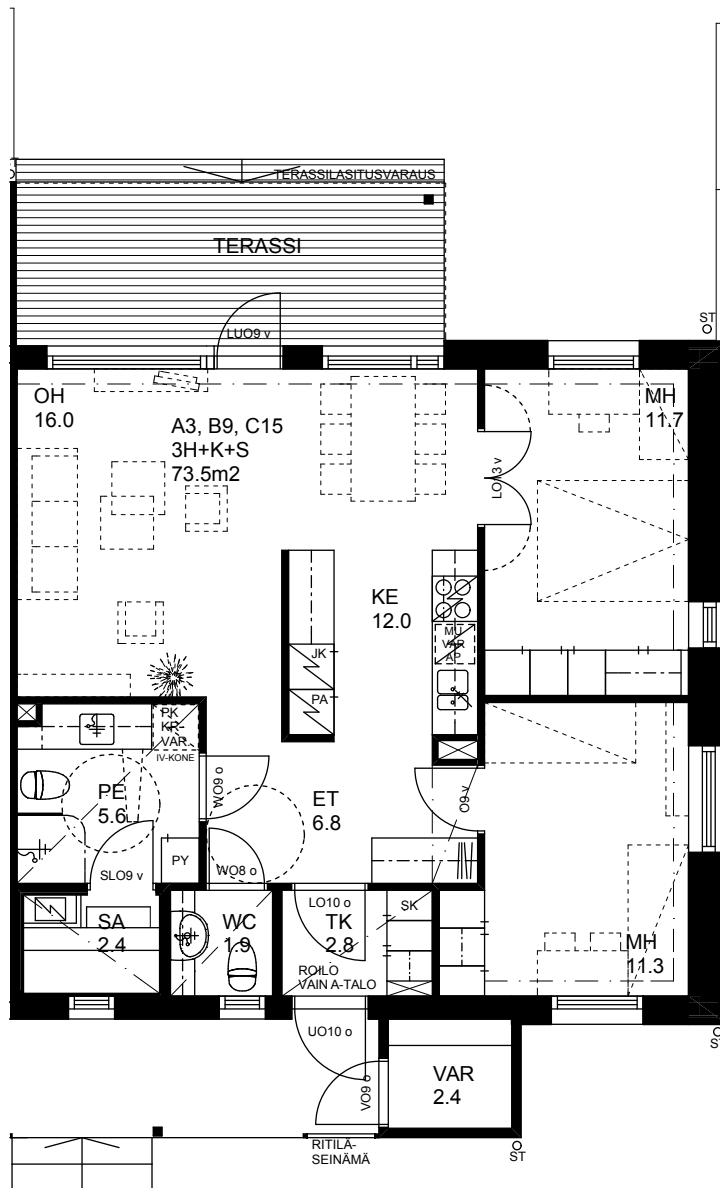 TERASSILASITUSVARAUS
TERASSI
ST
LUO9 v
OH
16.0
A3, B9, C15
3H+K+S
73.5m2
MH
11.7
LO13 v
KE
12.0
MU
VAR
AP
JK
PA
PK
KR
VAR
IV-KONE
PE
5.6
ET
6.8
O9 v
PY
SLO9 v
WO8 o
SA
2.4
WC
1.9
LO10 o
TK
2.8
SK
ROILO
VAIN A-TALO
MH
11.3
UO10 o
VO9 o
VAR
2.4
RITILÄ-
SEINÄMÄ
ST
ST